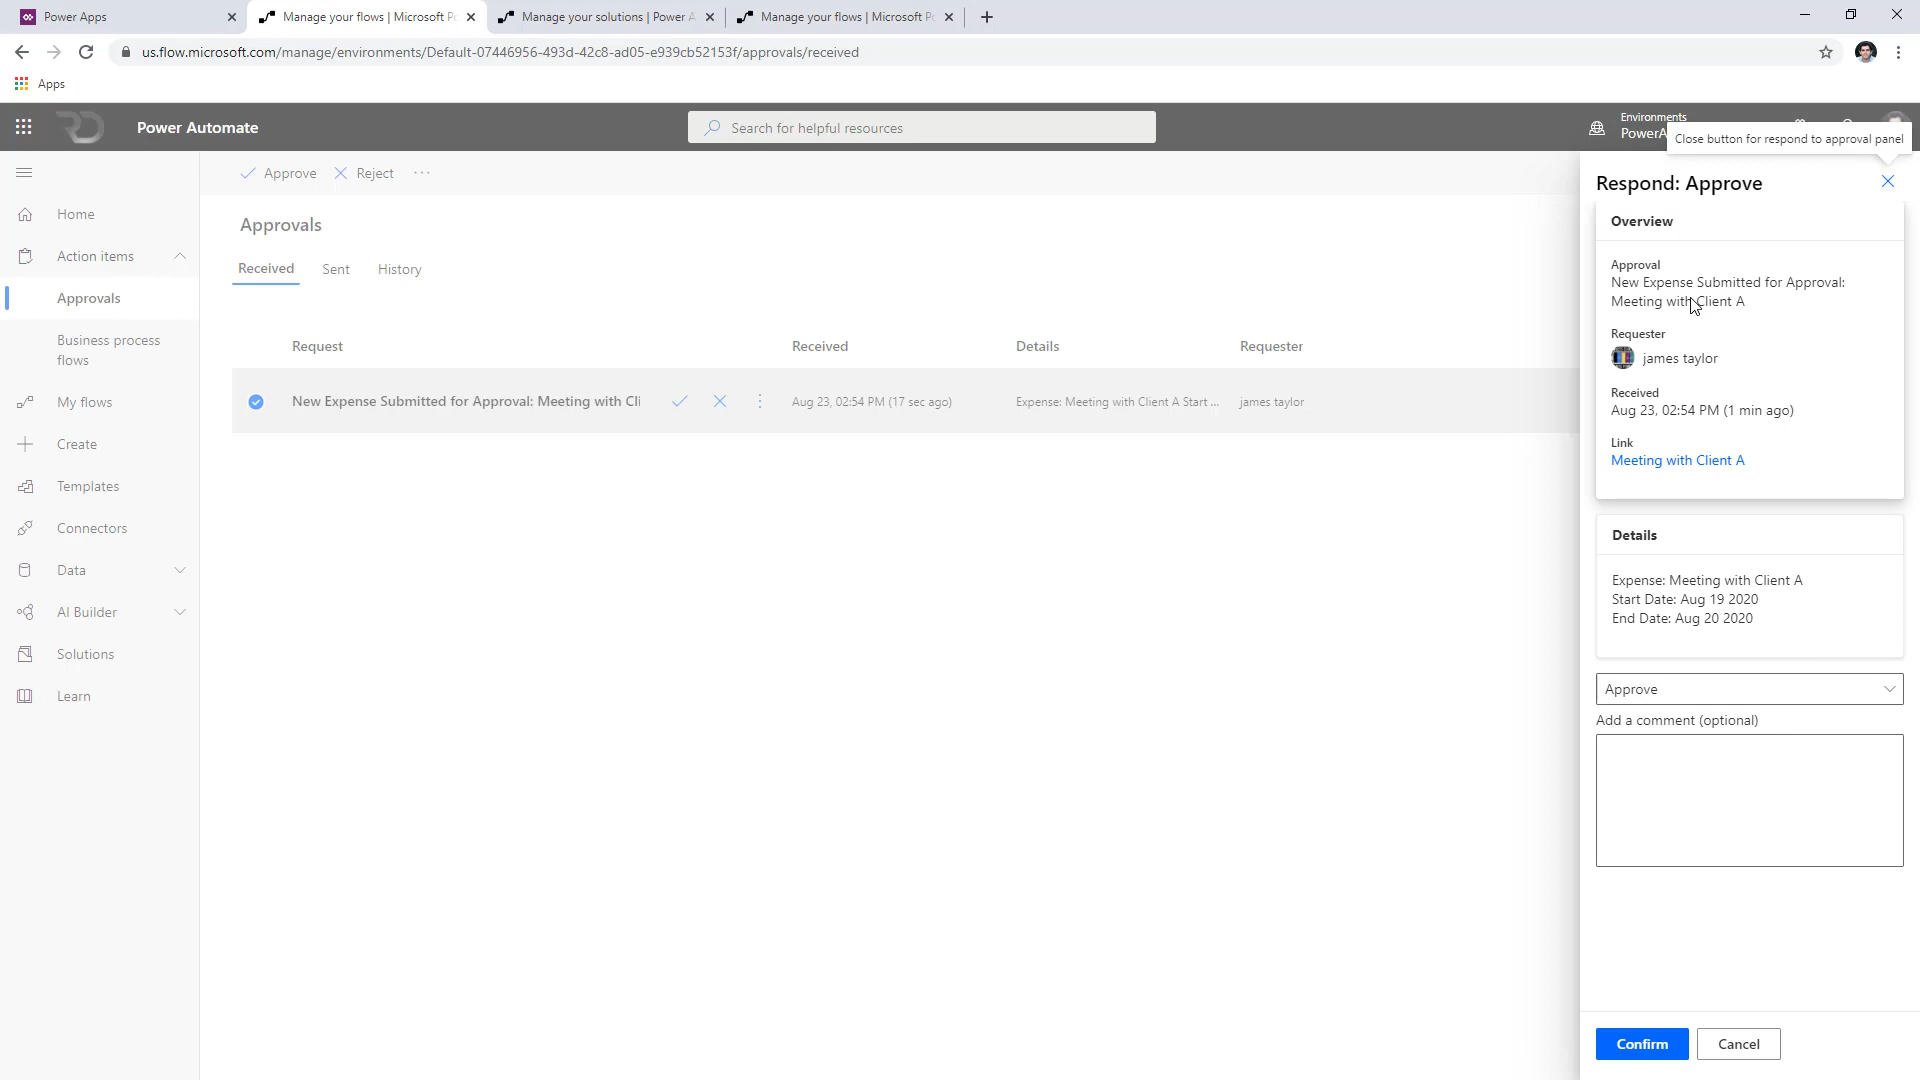 Power Apps
Manage your flows | Microsoft Po
Manage your solutions | Power A
Manage your flows | Microsoft Po
us.flow.microsoft.com/manage/environments/Default-07446956-493d-42c8-ad05-e939cb52153f/approvals/received
Apps
Power Automate
Search for helpful resources
Environments
PowerA
Close button for respond to approval panel
Home
Action items
Approvals
Business process
flows
My flows
Create
Templates
Connectors
Data
AI Builder
Solutions
Learn
Approve
Reject
Approvals
Received
Sent
History
Request
Received
Details
Requester
New Expense Submitted for Approval: Meeting with Cli
Aug 23, 02:54 PM (17 sec ago)
Expense: Meeting with Client A Start ...
james taylor
Respond: Approve
Overview
Approval
New Expense Submitted for Approval:
Meeting with Client A
Requester
james taylor
Received
Aug 23, 02:54 PM (1 min ago)
Link
Meeting with Client A
Details
Expense: Meeting with Client A
Start Date: Aug 19 2020
End Date: Aug 20 2020
Approve
Add a comment (optional)
Confirm
Cancel